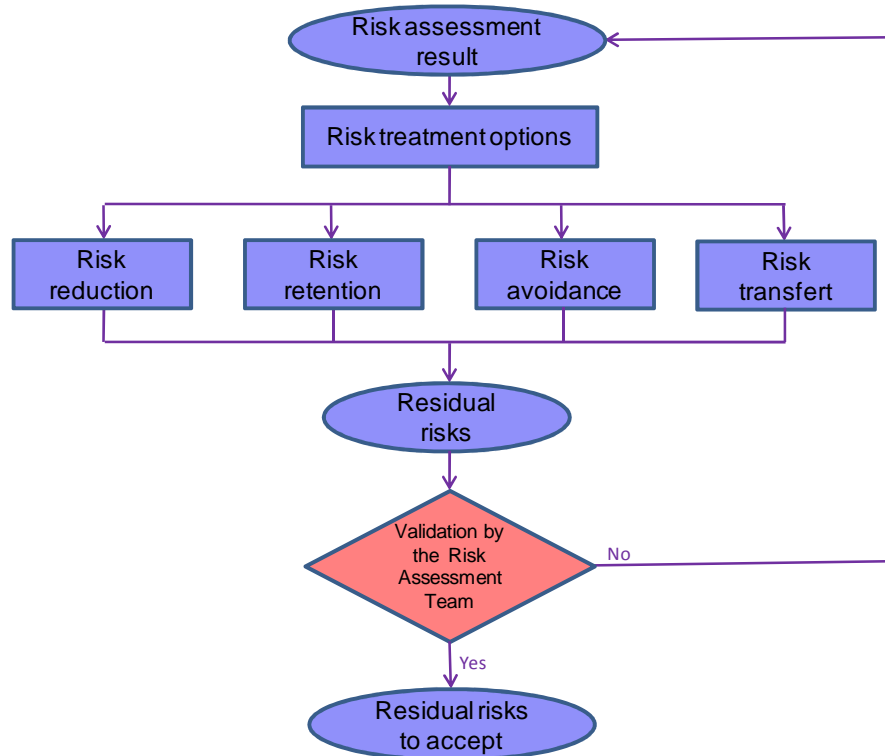 Risk assessment
result
Risk treatment options
Risk
reduction
Risk
retention
Risk
avoidance
Risk
transfert
Residual
risks
Validation by
the Risk
Assessment
Team
No
Yes
Residual risks
to accept